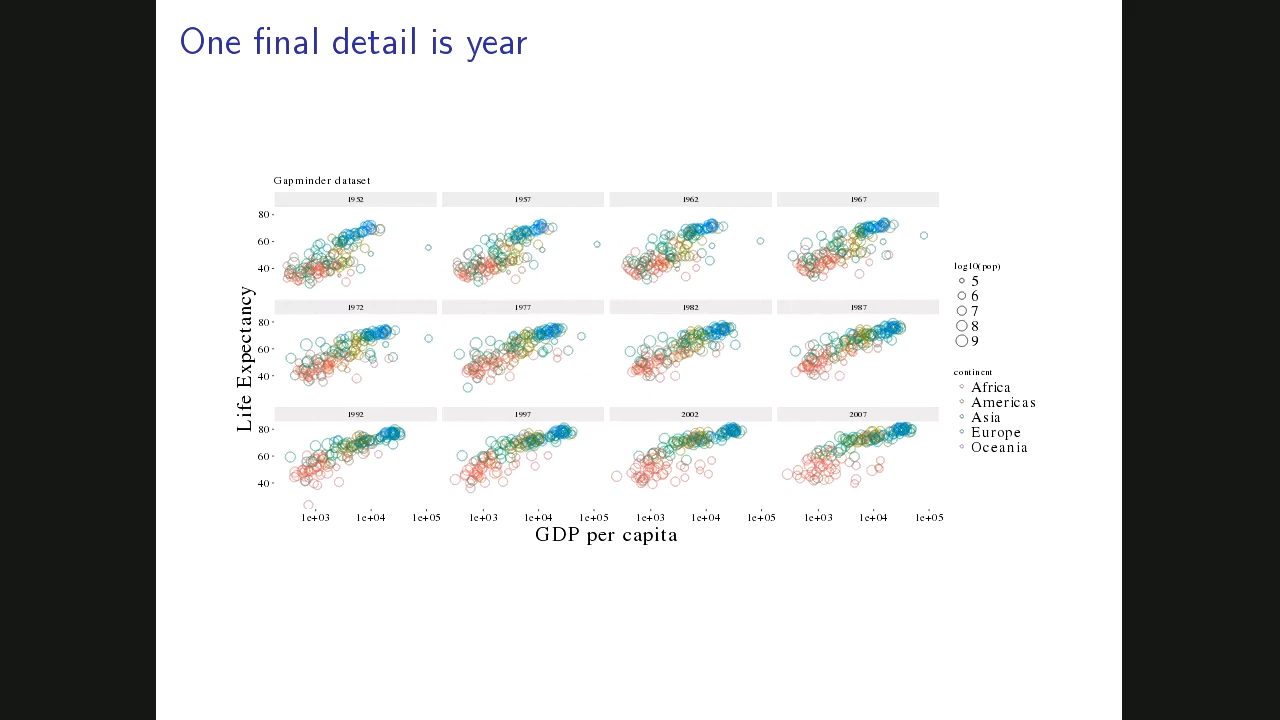 One final detail is year
Gapminder dataset
1952 1957 1962 1967
80
60
40
1972 1977 1982 1987
80
60
40
1992 1997 2002 2007
80
60
40
1e+03 1e+04 1e+05 1e+03 1e+04 1e+05 1e+03 1e+04 1e+05 1e+03 1e+04 1e+05
GDP per capita
Life Expectancy
log10(pop)
5
6
7
8
9
continent
Africa
Americas
Asia
Europe
Oceania